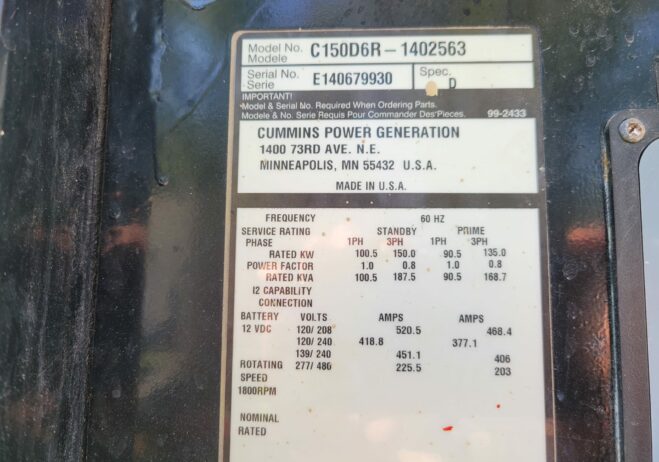 Model No. C150D6R-1402563
Modele
Serial No. E140679930 Spec.
Serie D
IMPORTANT!
Model & Serial No. Required When Ordering Parts.
Modele & No. Serie Requis Pour Commander Des Pieces. 99-2433
CUMMINS POWER GENERATION
1400 73RD AVE. N.E.
MINNEAPOLIS, MN 55432 U.S.A.
MADE IN U.S.A.
FREQUENCY 60 HZ
SERVICE RATING STANDBY PRIME
PHASE 1PH 3PH 1PH 3PH
RATED KW 100.5 150.0 90.5 135.0
POWER FACTOR 1.0 0.8 1.0 0.8
RATED KVA 100.5 187.5 90.5 168.7
I2 CAPABILITY
CONNECTION
BATTERY VOLTS AMPS AMPS
12 VDC 120/ 208 520.5 468.4
120/ 240 418.8 377.1
139/ 240 451.1 406
ROTATING 277/ 480 225.5 203
SPEED
1800RPM
NOMINAL
RATED